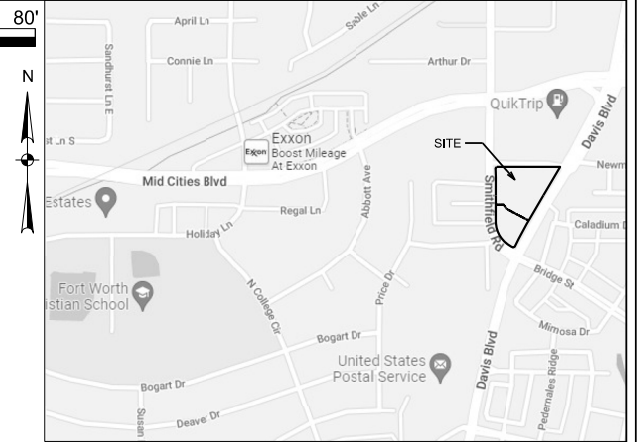 80'
N
April Ln
Sable Ln
Sandhurst Ln E
Connie Ln
Arthur Dr
QuikTrip
Davis Blvd
SITE
Exxon
Exxon
Boost Mileage
At Exxon
st Jn S
Mid Cities Blvd
Abbott Ave
Newm
Smithfield Rd
Estates
Regal Ln
Holiday Ln
Caladium D
Fort Worth
istian School
N College Cir
Price Dr
Bridge St
Bogart Dr
Mimosa Dr
United States
Postal Service
Davis Blvd
Pedernales Ridge
Bogart Dr
Susan
Deave Dr